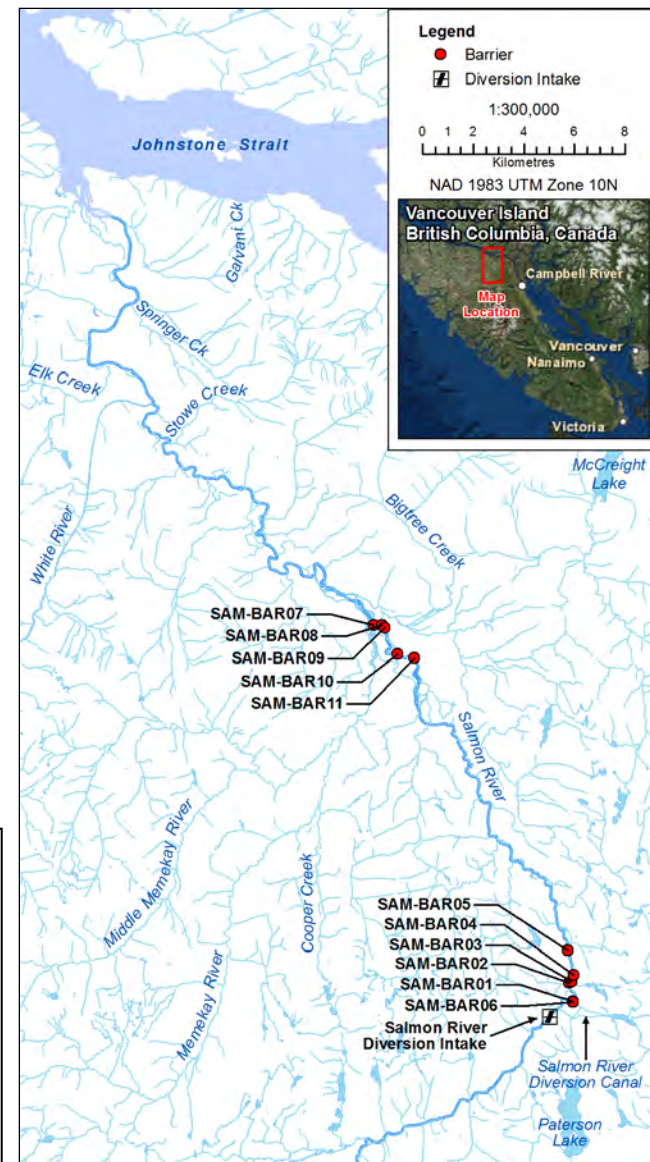 Legend
Barrier
Diversion Intake
1:300,000
0 2 4 6 8
Kilometres
NAD 1983 UTM Zone 10N
Vancouver Island
British Columbia, Canada
Campbell River
Map
Location
Vancouver
Nanaimo
Victoria
Johnstone Strait
Galvani Ck
Springer Ck
Elk Creek
Stowe Creek
McCreight
Lake
White River
Bigtree Creek
SAM-BAR07
SAM-BAR08
SAM-BAR09
SAM-BAR10
SAM-BAR11
Salmon River
Middle Memekay River
Cooper Creek
Memekay River
SAM-BAR05
SAM-BAR04
SAM-BAR03
SAM-BAR02
SAM-BAR01
SAM-BAR06
Salmon River
Diversion Intake
Salmon River
Diversion Canal
Paterson
Lake